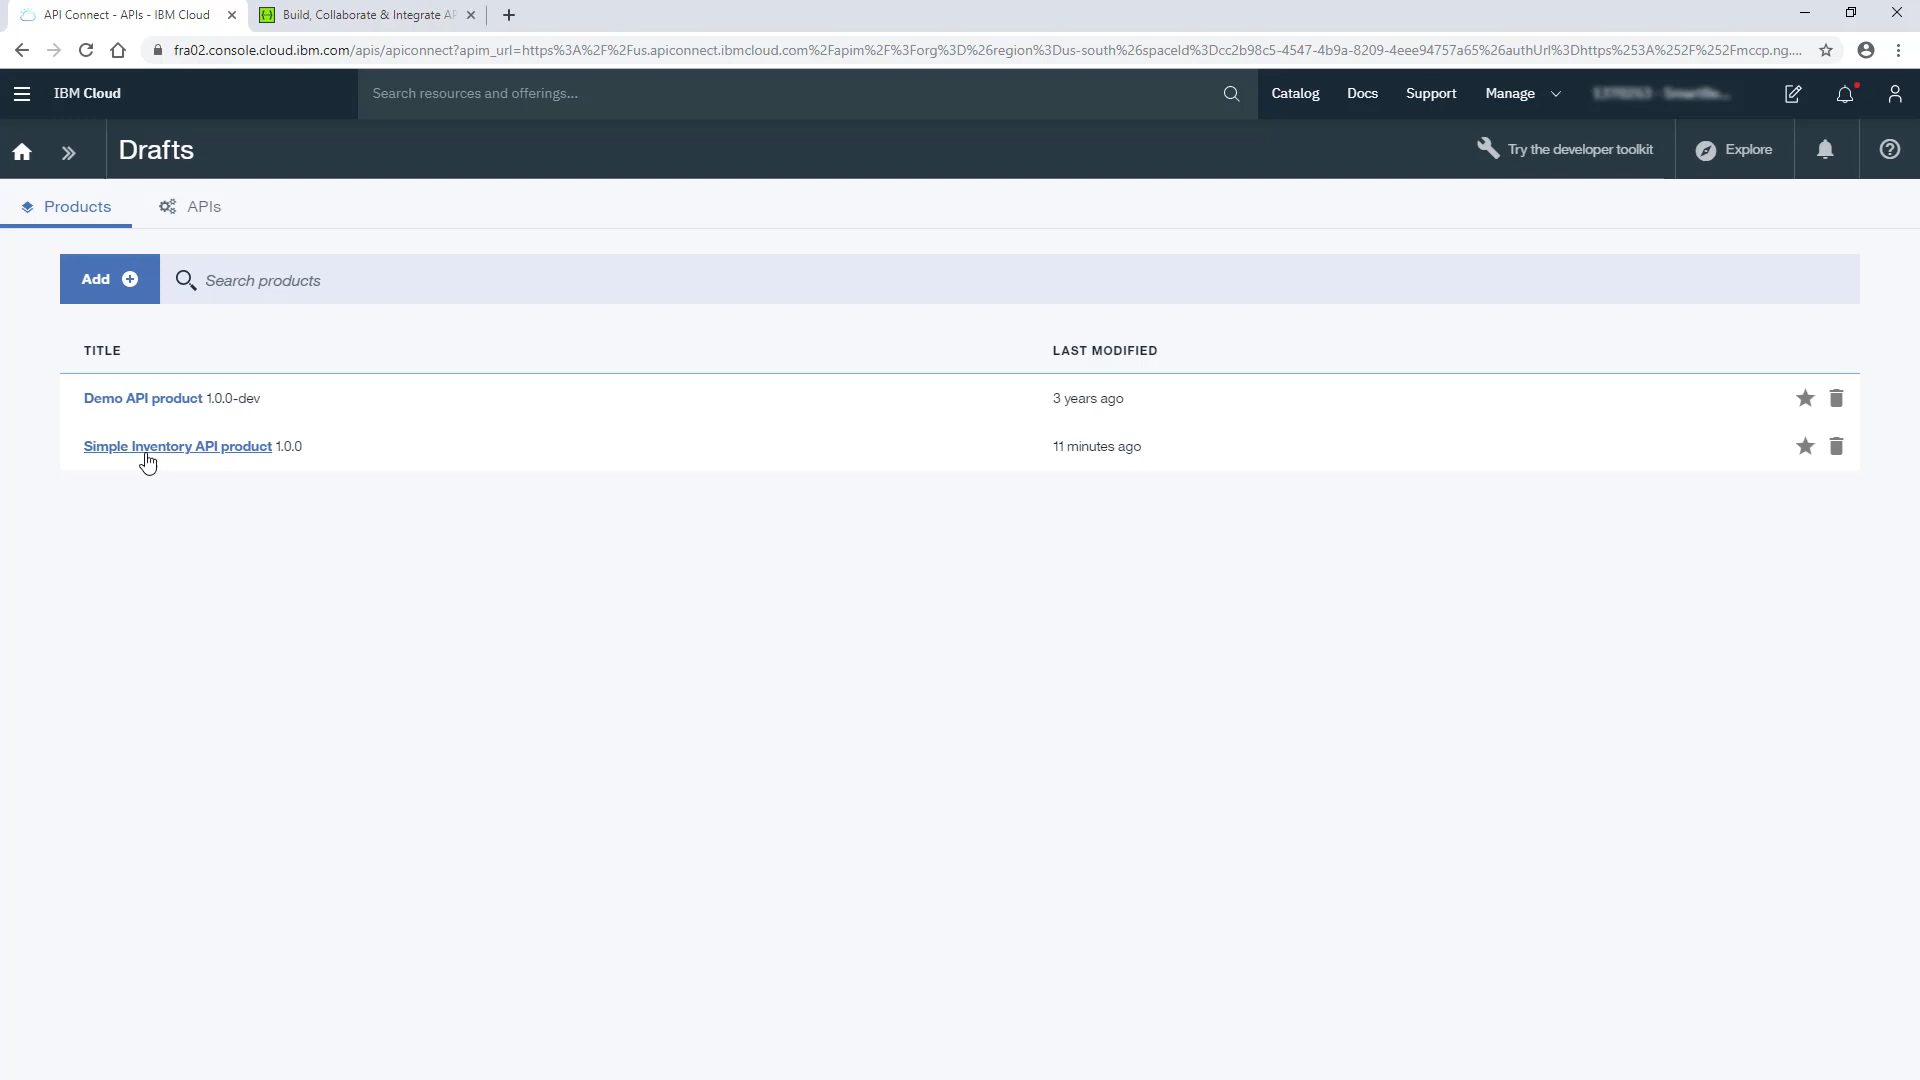 API Connect - APIs - IBM Cloud
Build, Collaborate & Integrate AP
fra02.console.cloud.ibm.com/apis/apiconnect?apim_url=https%3A%2F%2Fus.apiconnect.ibmcloud.com%2Fapim%2F%3Forg%3D%26region%3Dus-south%26spaceId%3Dcc2b98c5-4547-4b9a-8209-4eee94757a65%26authUrl%3Dhttps%253A%252F%252Fmccp.ng....
IBM Cloud
Search resources and offerings...
Catalog
Docs
Support
Manage
Drafts
Try the developer toolkit
Explore
Products
APIs
Add
Search products
TITLE
LAST MODIFIED
Demo API product 1.0.0-dev
3 years ago
Simple Inventory API product 1.0.0
11 minutes ago